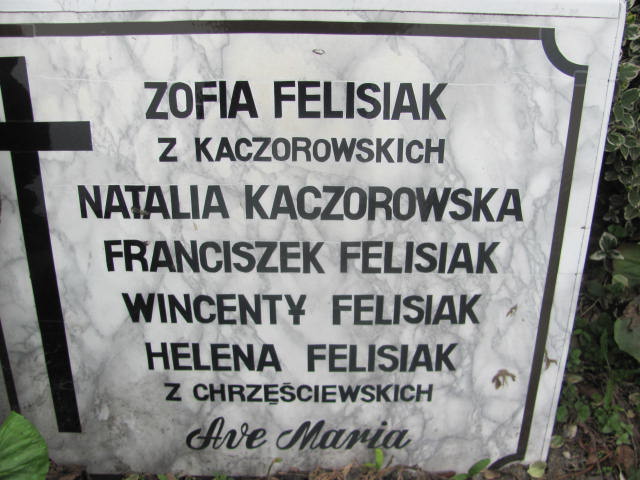 ZOFIA FELISIAK
Z KACZOROWSKICH
NATALIA KACZOROWSKA
FRANCISZEK FELISIAK
WINCENTY FELISIAK
HELENA FELISIAK
Z CHRZĘŚCIEWSKICH
Ave Maria